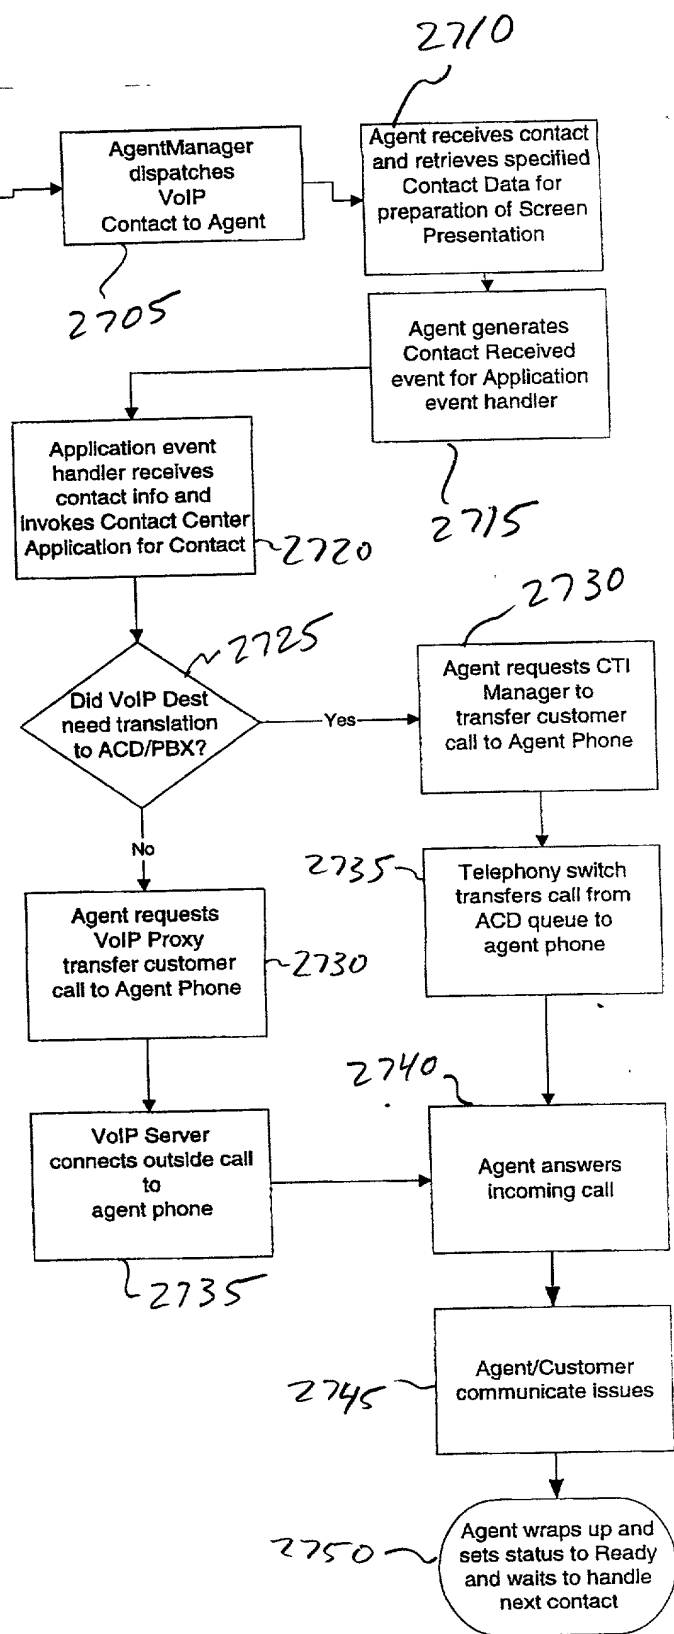 2710
AgentManager
dispatches
VoIP
Contact to Agent
2705
Agent receives contact
and retrieves specified
Contact Data for
preparation of Screen
Presentation
Agent generates
Contact Received
event for Application
event handler
2715
Application event
handler receives
contact info and
invokes Contact Center
Application for Contact
2720
2725
Did VoIP Dest
need translation
to ACD/PBX?
Yes
No
2730
Agent requests CTI
Manager to
transfer customer
call to Agent Phone
2735
Telephony switch
transfers call from
ACD queue to
agent phone
Agent requests
VoIP Proxy
transfer customer
call to Agent Phone
2730
VoIP Server
connects outside call
to
agent phone
2735
2740
Agent answers
incoming call
2745
Agent/Customer
communicate issues
2750
Agent wraps up and
sets status to Ready
and waits to handle
next contact